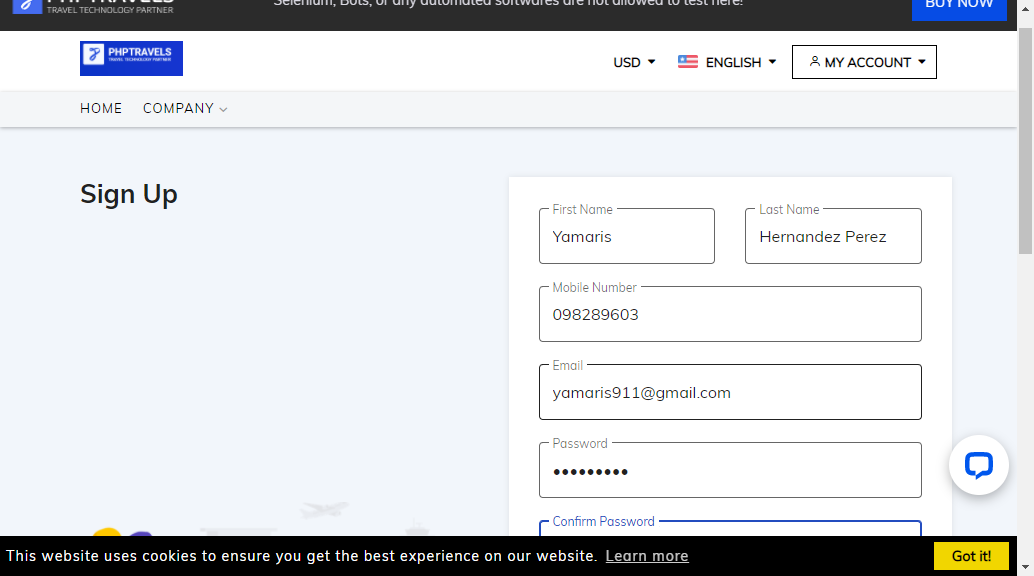 PHPTRAVELS
TRAVEL TECHNOLOGY PARTNER
Selenium, Bots, or any automated softwares are not allowed to test here!
BUY NOW
PHPTRAVELS
TRAVEL TECHNOLOGY PARTNER
USD
ENGLISH
MY ACCOUNT
HOME
COMPANY
Sign Up
First Name
Yamaris
Last Name
Hernandez Perez
Mobile Number
098289603
Email
yamaris911@gmail.com
Password
•••••••••
Confirm Password
This website uses cookies to ensure you get the best experience on our website. Learn more
Got it!